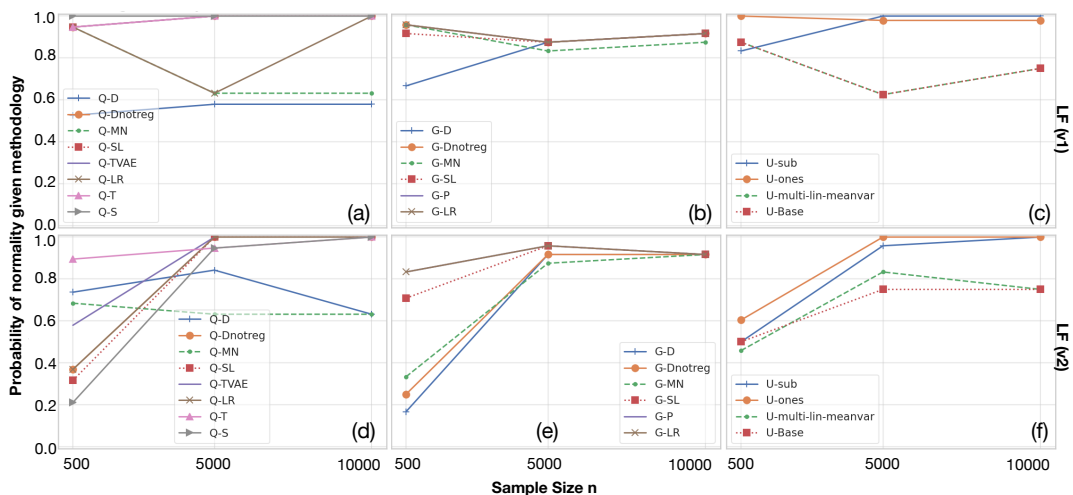 Probability of normality given methodology
1.0
0.8
0.6
0.4
0.2
0.0
Q-D
Q-Dnotreg
Q-MN
Q-SL
Q-TVAE
Q-LR
Q-T
Q-S
(a)
G-D
G-Dnotreg
G-MN
G-SL
G-P
G-LR
(b)
U-sub
U-ones
U-multi-lin-meanvar
U-Base
(c)
LF (v1)
1.0
0.8
0.6
0.4
0.2
0.0
Q-D
Q-Dnotreg
Q-MN
Q-SL
Q-TVAE
Q-LR
Q-T
Q-S
(d)
G-D
G-Dnotreg
G-MN
G-SL
G-P
G-LR
(e)
U-sub
U-ones
U-multi-lin-meanvar
U-Base
(f)
LF (v2)
500 5000 10000 500 5000 10000 500 5000 10000
Sample Size n